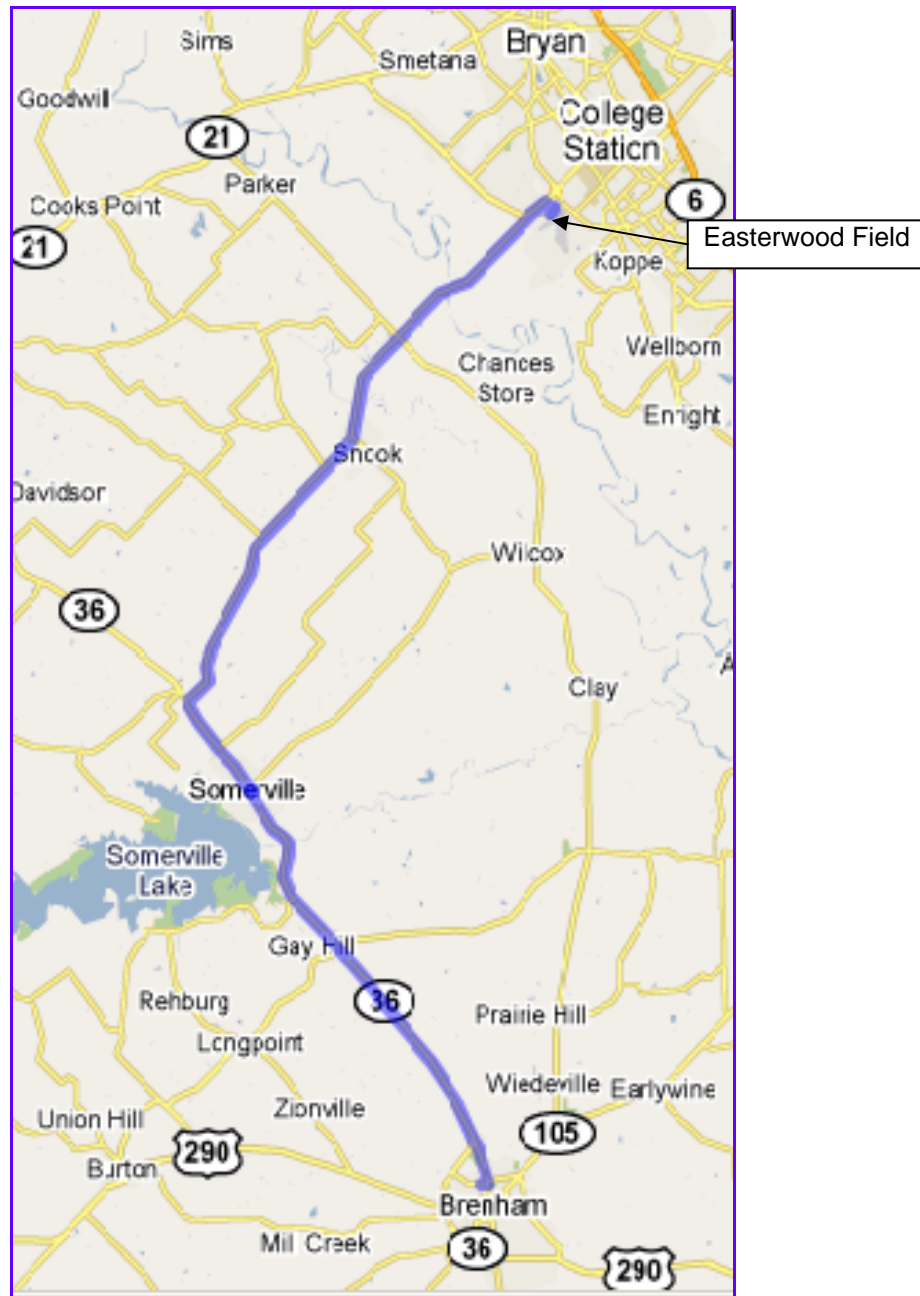 Sims
Bryan
Smetana
Goodwill
College
Station
21
Parker
6
Cooks Point
21
Easterwood Field
Koppe
Wellborn
Chances
Store
Enright
Snook
Davidson
Wilcox
36
Clay
A
Somerville
Somerville
Lake
Gay Hill
Rehburg
36
Prairie Hill
Longpoint
Wiedeville
Earlywine
Zionville
Union Hill
105
290
Burton
Brenham
Mill Creek
36
290